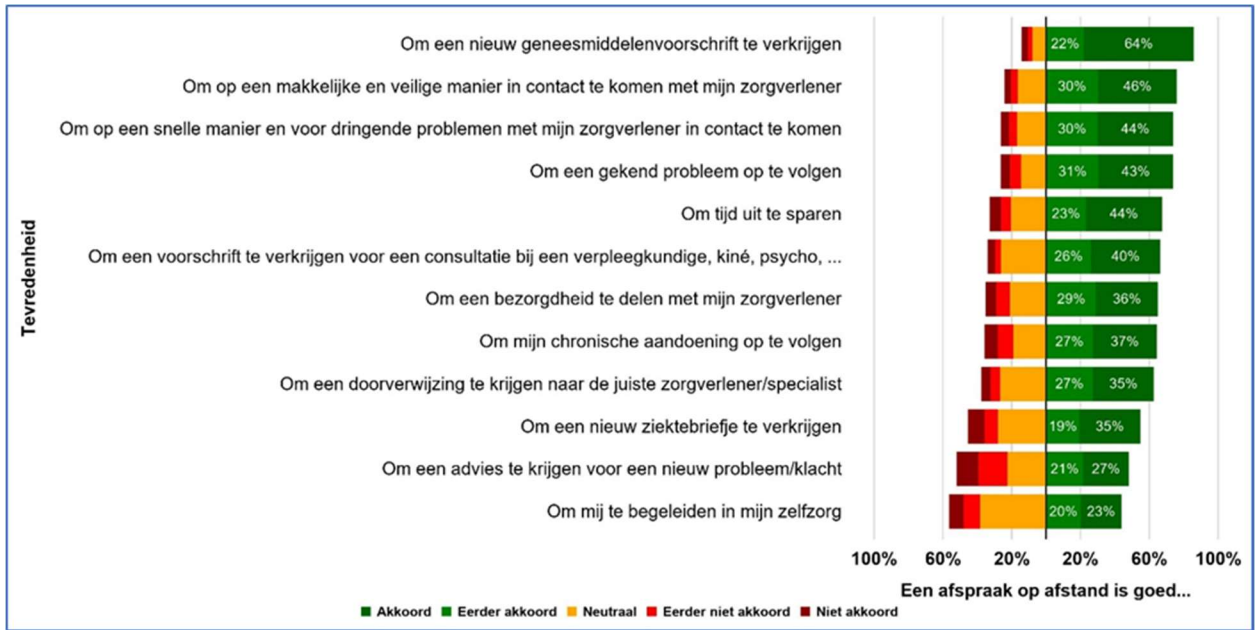 Tevredenheid
Om een nieuw geneesmiddelenvoorschrift te verkrijgen 22% 64%
Om op een makkelijke en veilige manier in contact te komen met mijn zorgverlener 30% 46%
Om op een snelle manier en voor dringende problemen met mijn zorgverlener in contact te komen 30% 44%
Om een gekend probleem op te volgen 31% 43%
Om tijd uit te sparen 23% 44%
Om een voorschrift te verkrijgen voor een consultatie bij een verpleegkundige, kiné, psycho, ... 26% 40%
Om een bezorgdheid te delen met mijn zorgverlener 29% 36%
Om mijn chronische aandoening op te volgen 27% 37%
Om een doorverwijzing te krijgen naar de juiste zorgverlener/specialist 27% 35%
Om een nieuw ziektebriefje te verkrijgen 19% 35%
Om een advies te krijgen voor een nieuw probleem/klacht 21% 27%
Om mij te begeleiden in mijn zelfzorg 20% 23%
100% 60% 20% 20% 60% 100%
Een afspraak op afstand is goed...
Akkoord Eerder akkoord Neutraal Eerder niet akkoord Niet akkoord